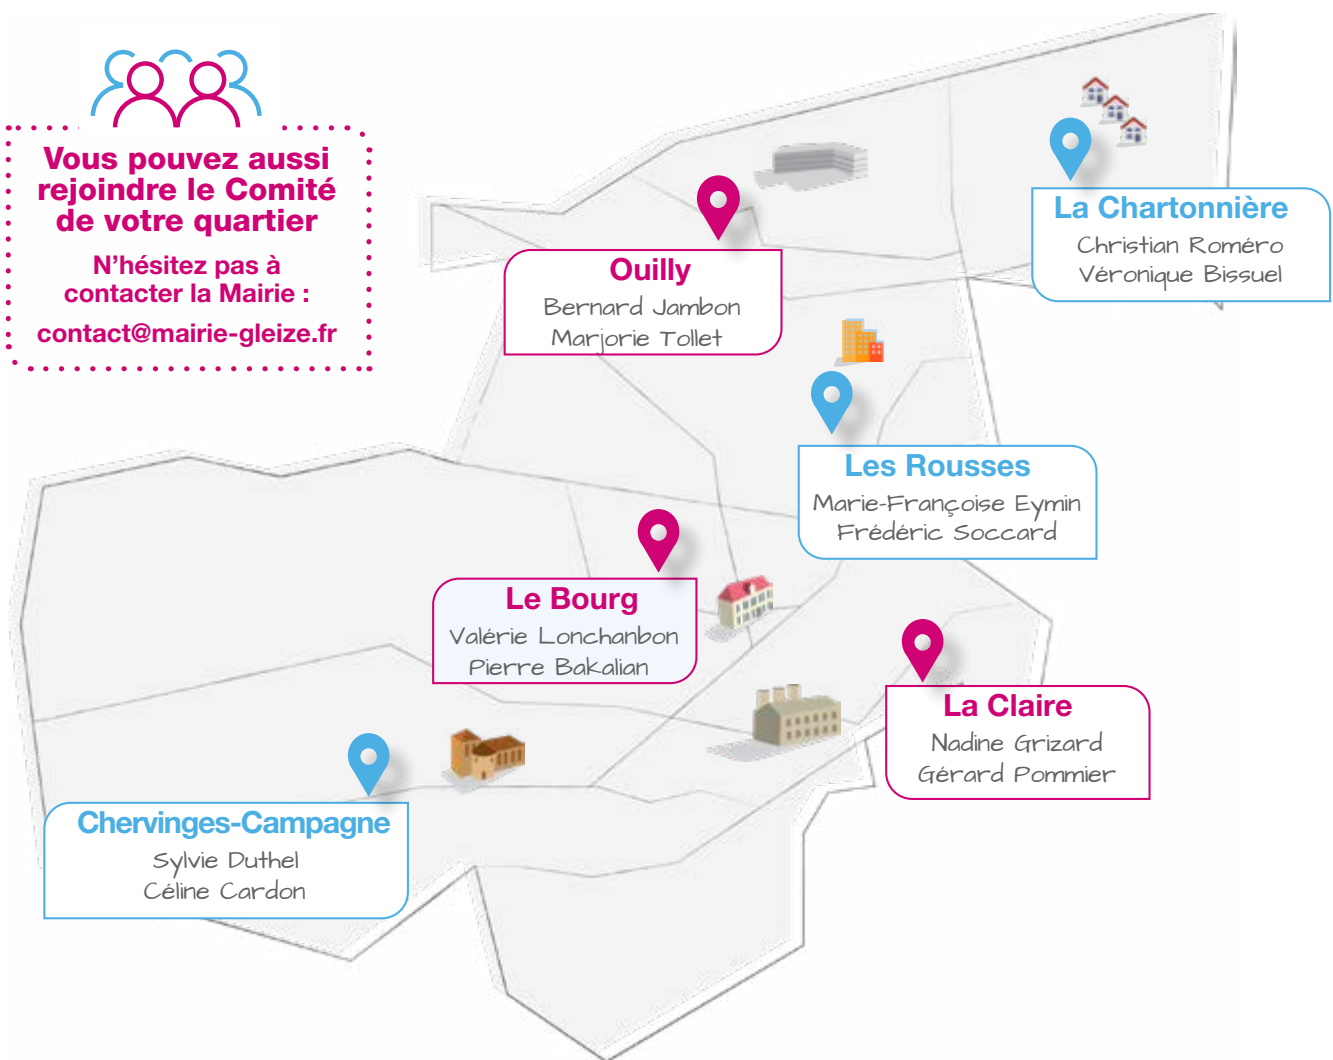 Vous pouvez aussi
rejoindre le Comité
de votre quartier
N'hésitez pas à
contacter la Mairie :
contact@mairie-gleize.fr
La Chartonnière
Christian Roméro
Véronique Bissuel
Ouilly
Bernard Jambon
Marjorie Tollet
Les Rousses
Marie-Françoise Eymin
Frédéric Soccard
Le Bourg
Valérie Lonchanbon
Pierre Bakalian
La Claire
Nadine Grizard
Gérard Pommier
Chervinges-Campagne
Sylvie Duthel
Céline Cardon